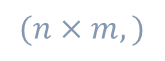 (n × m, )